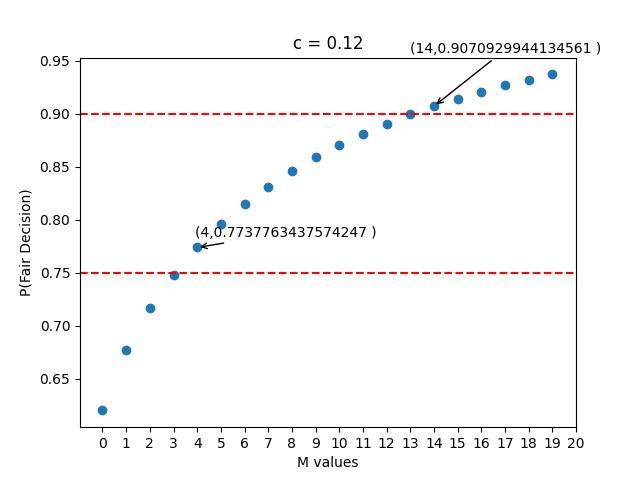 c = 0.12
(14,0.9070929944134561 )
(4,0.7737763437574247 )
P(Fair Decision)
0.95
0.90
0.85
0.80
0.75
0.70
0.65
0 1 2 3 4 5 6 7 8 9 10 11 12 13 14 15 16 17 18 19 20
M values